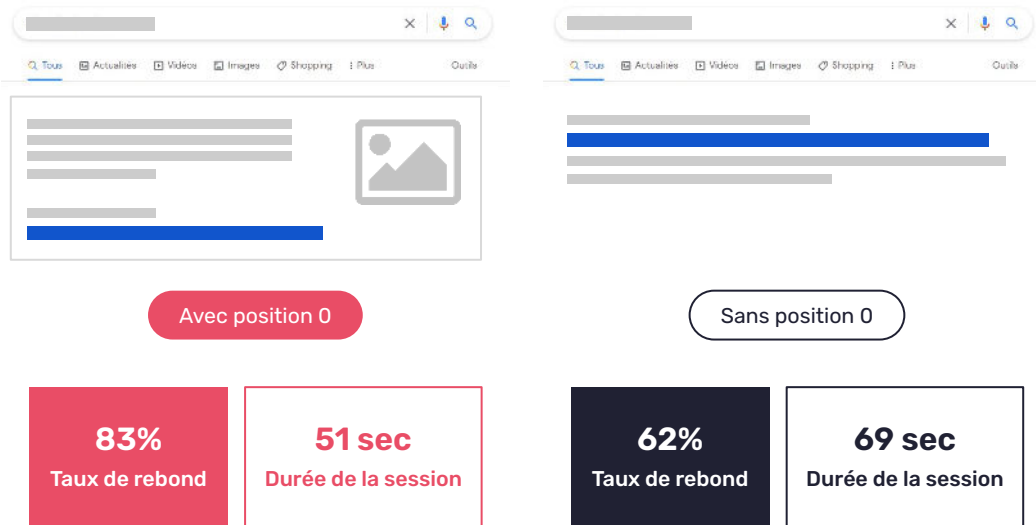 Tous Actualités Vidéos Images Shopping Plus Outils
Tous Actualités Vidéos Images Shopping Plus Outils
Avec position 0
Sans position 0
83%
Taux de rebond
51 sec
Durée de la session
62%
Taux de rebond
69 sec
Durée de la session